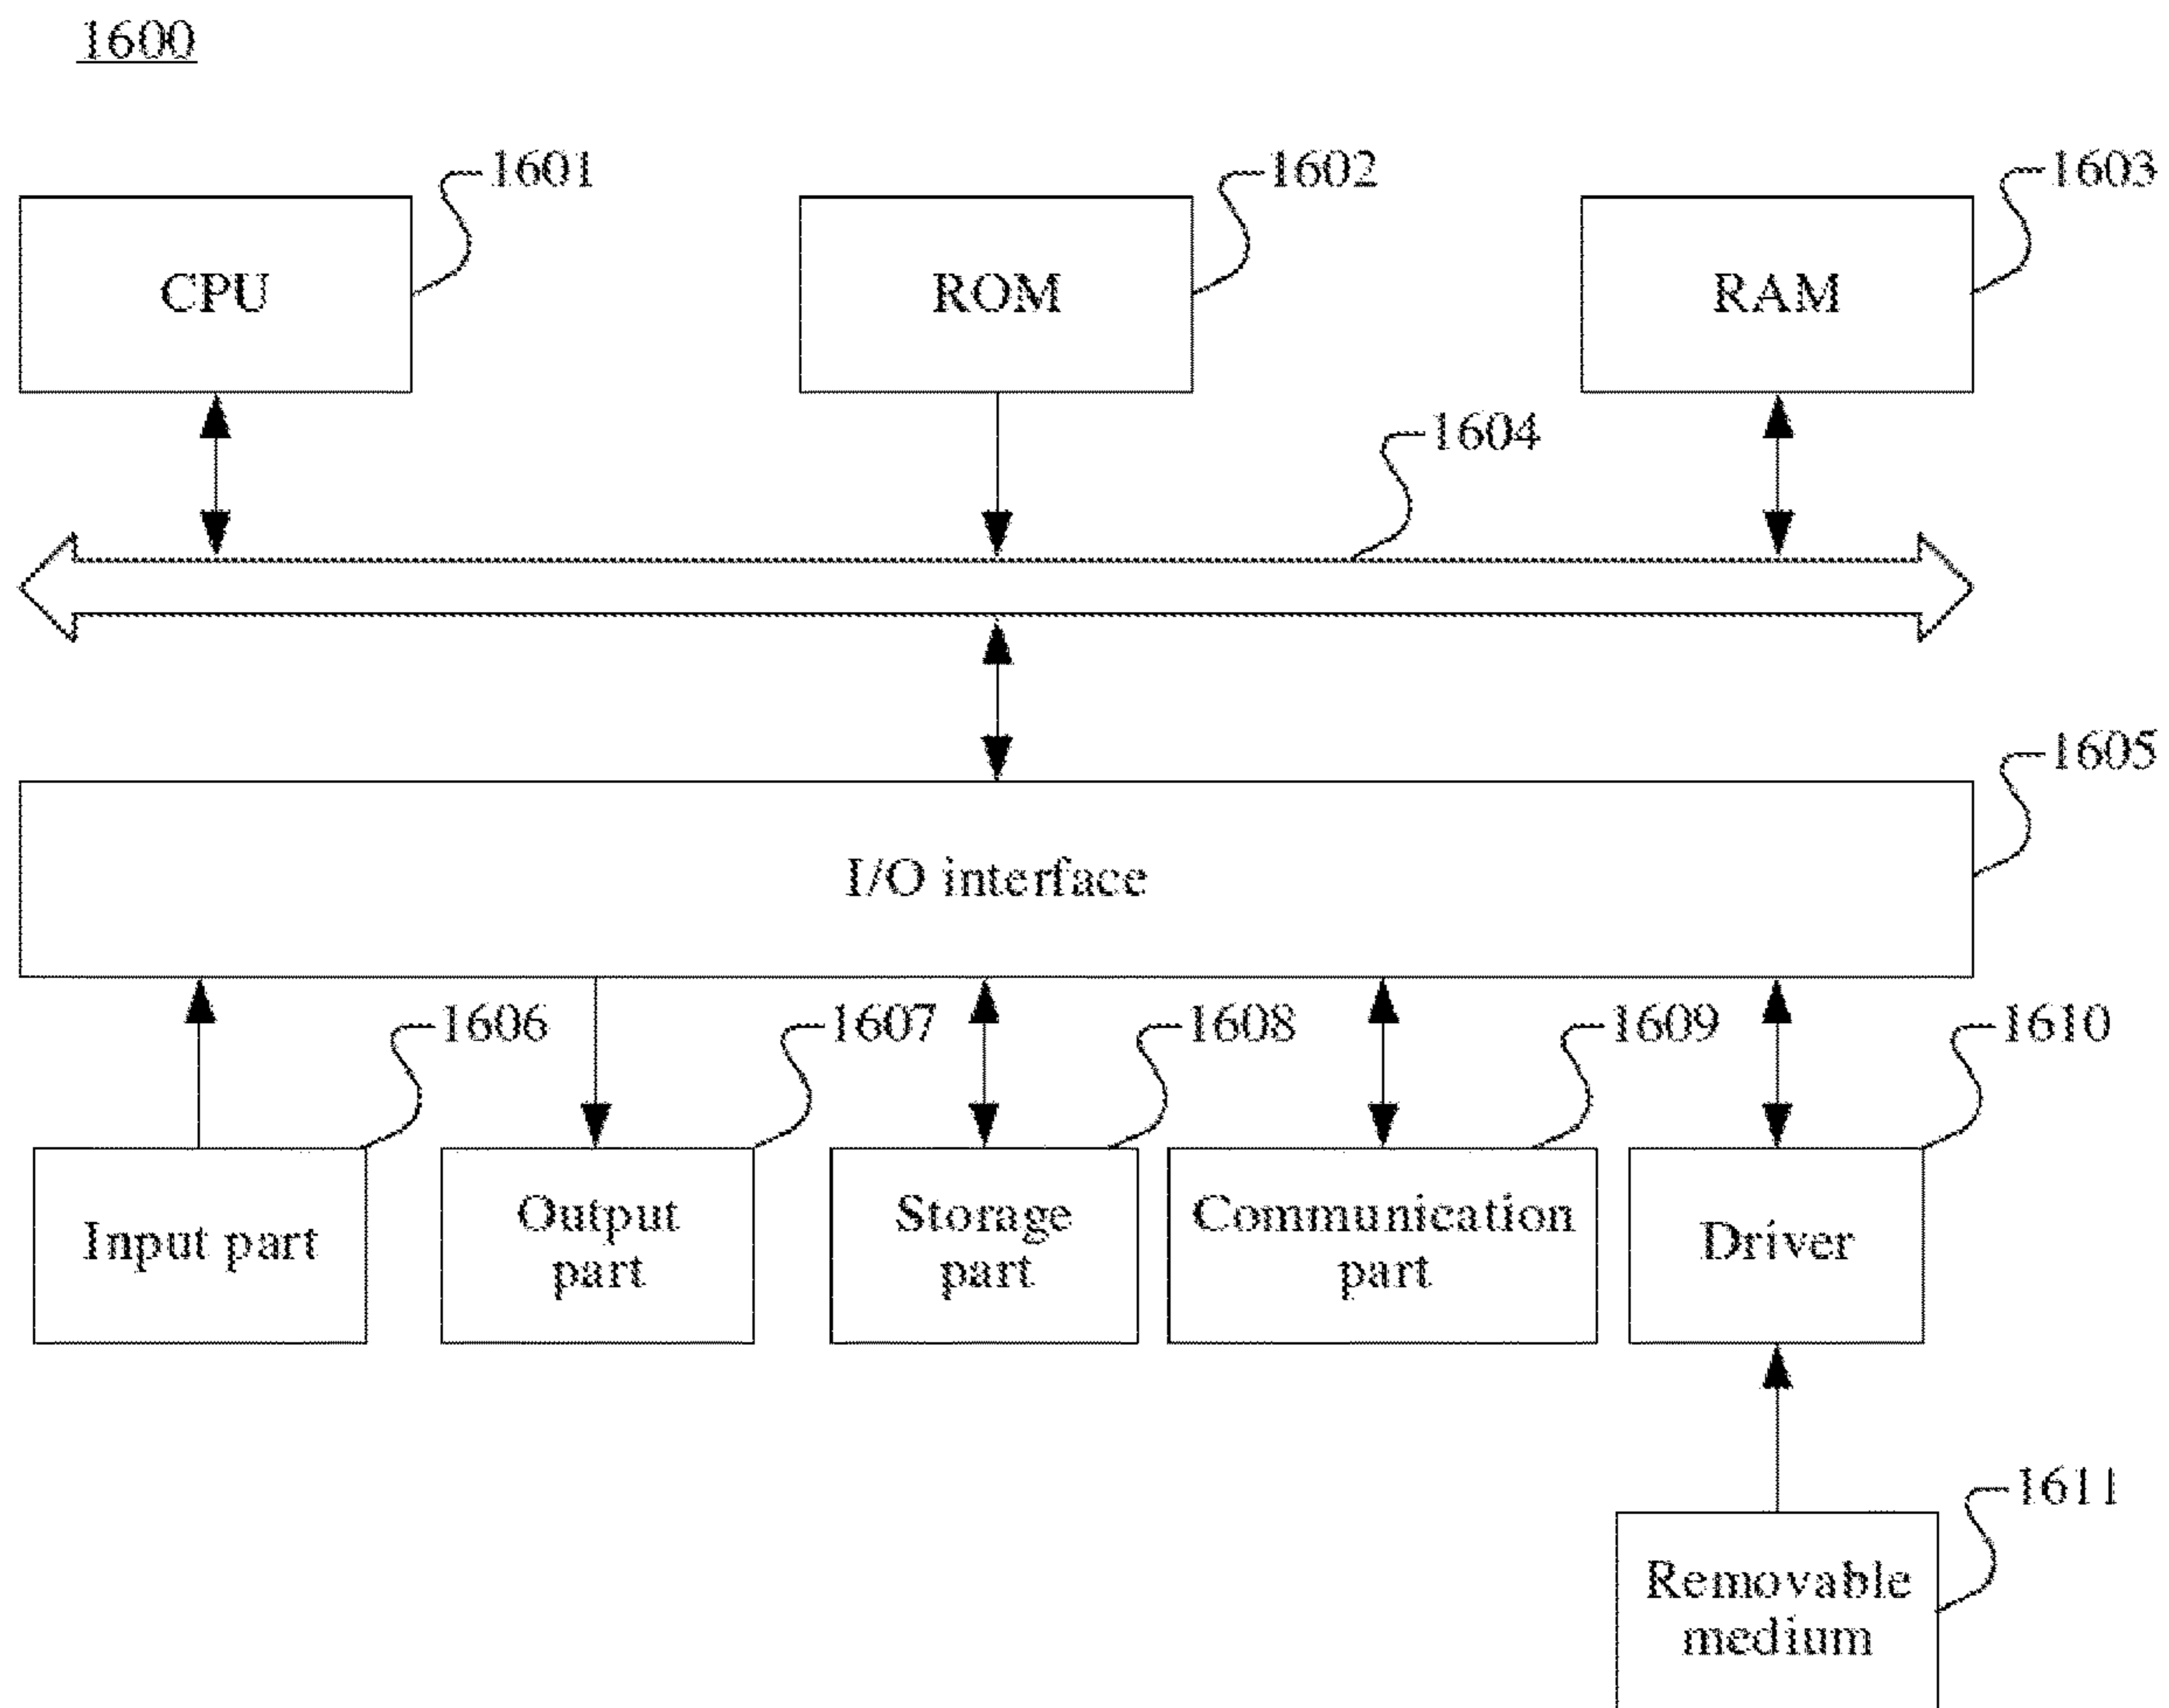 1600
1601
1602
1603
CPU
ROM
RAM
1604
1605
I/O interface
1606
1607
1608
1609
1610
Input part
Output
part
Storage
part
Communication
part
Driver
1611
Removable
medium